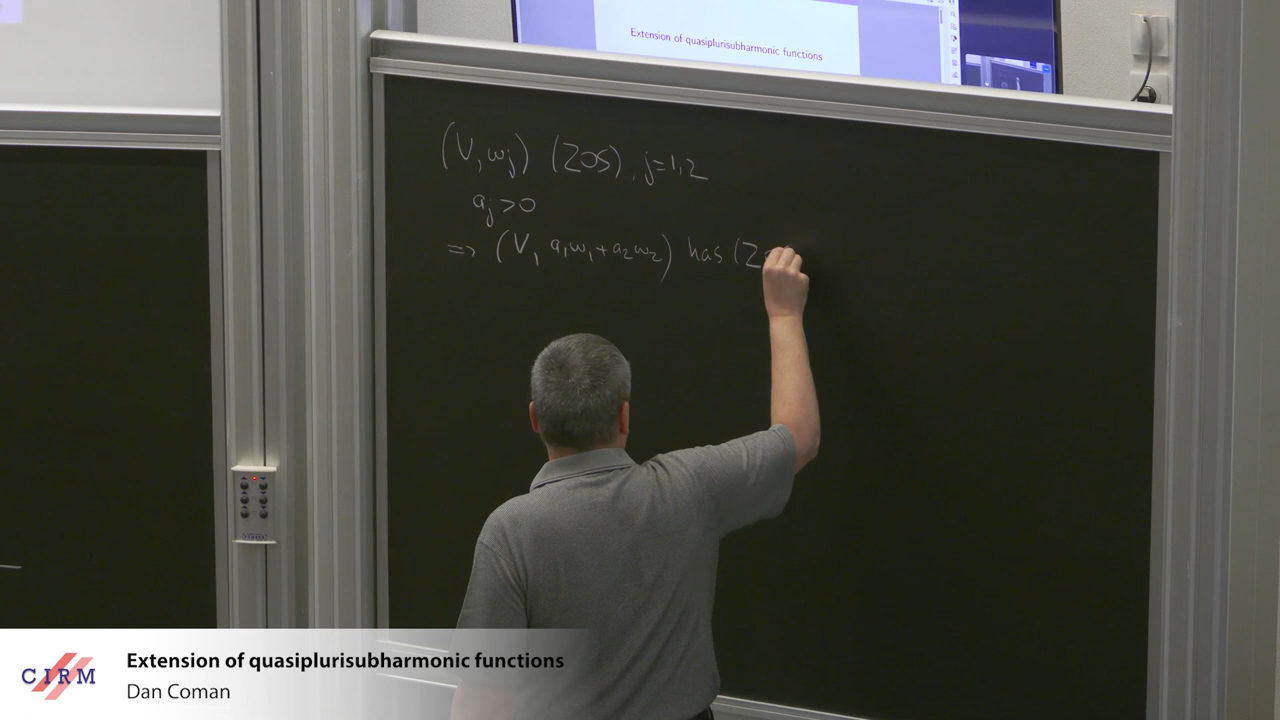 Extension of quasiplurisubharmonic functions
(V, ωj) (ZOS), j=1,2
aj > 0
=> (V, a1ω1 + a2ω2) has (Z
CIRM
Extension of quasiplurisubharmonic functions
Dan Coman